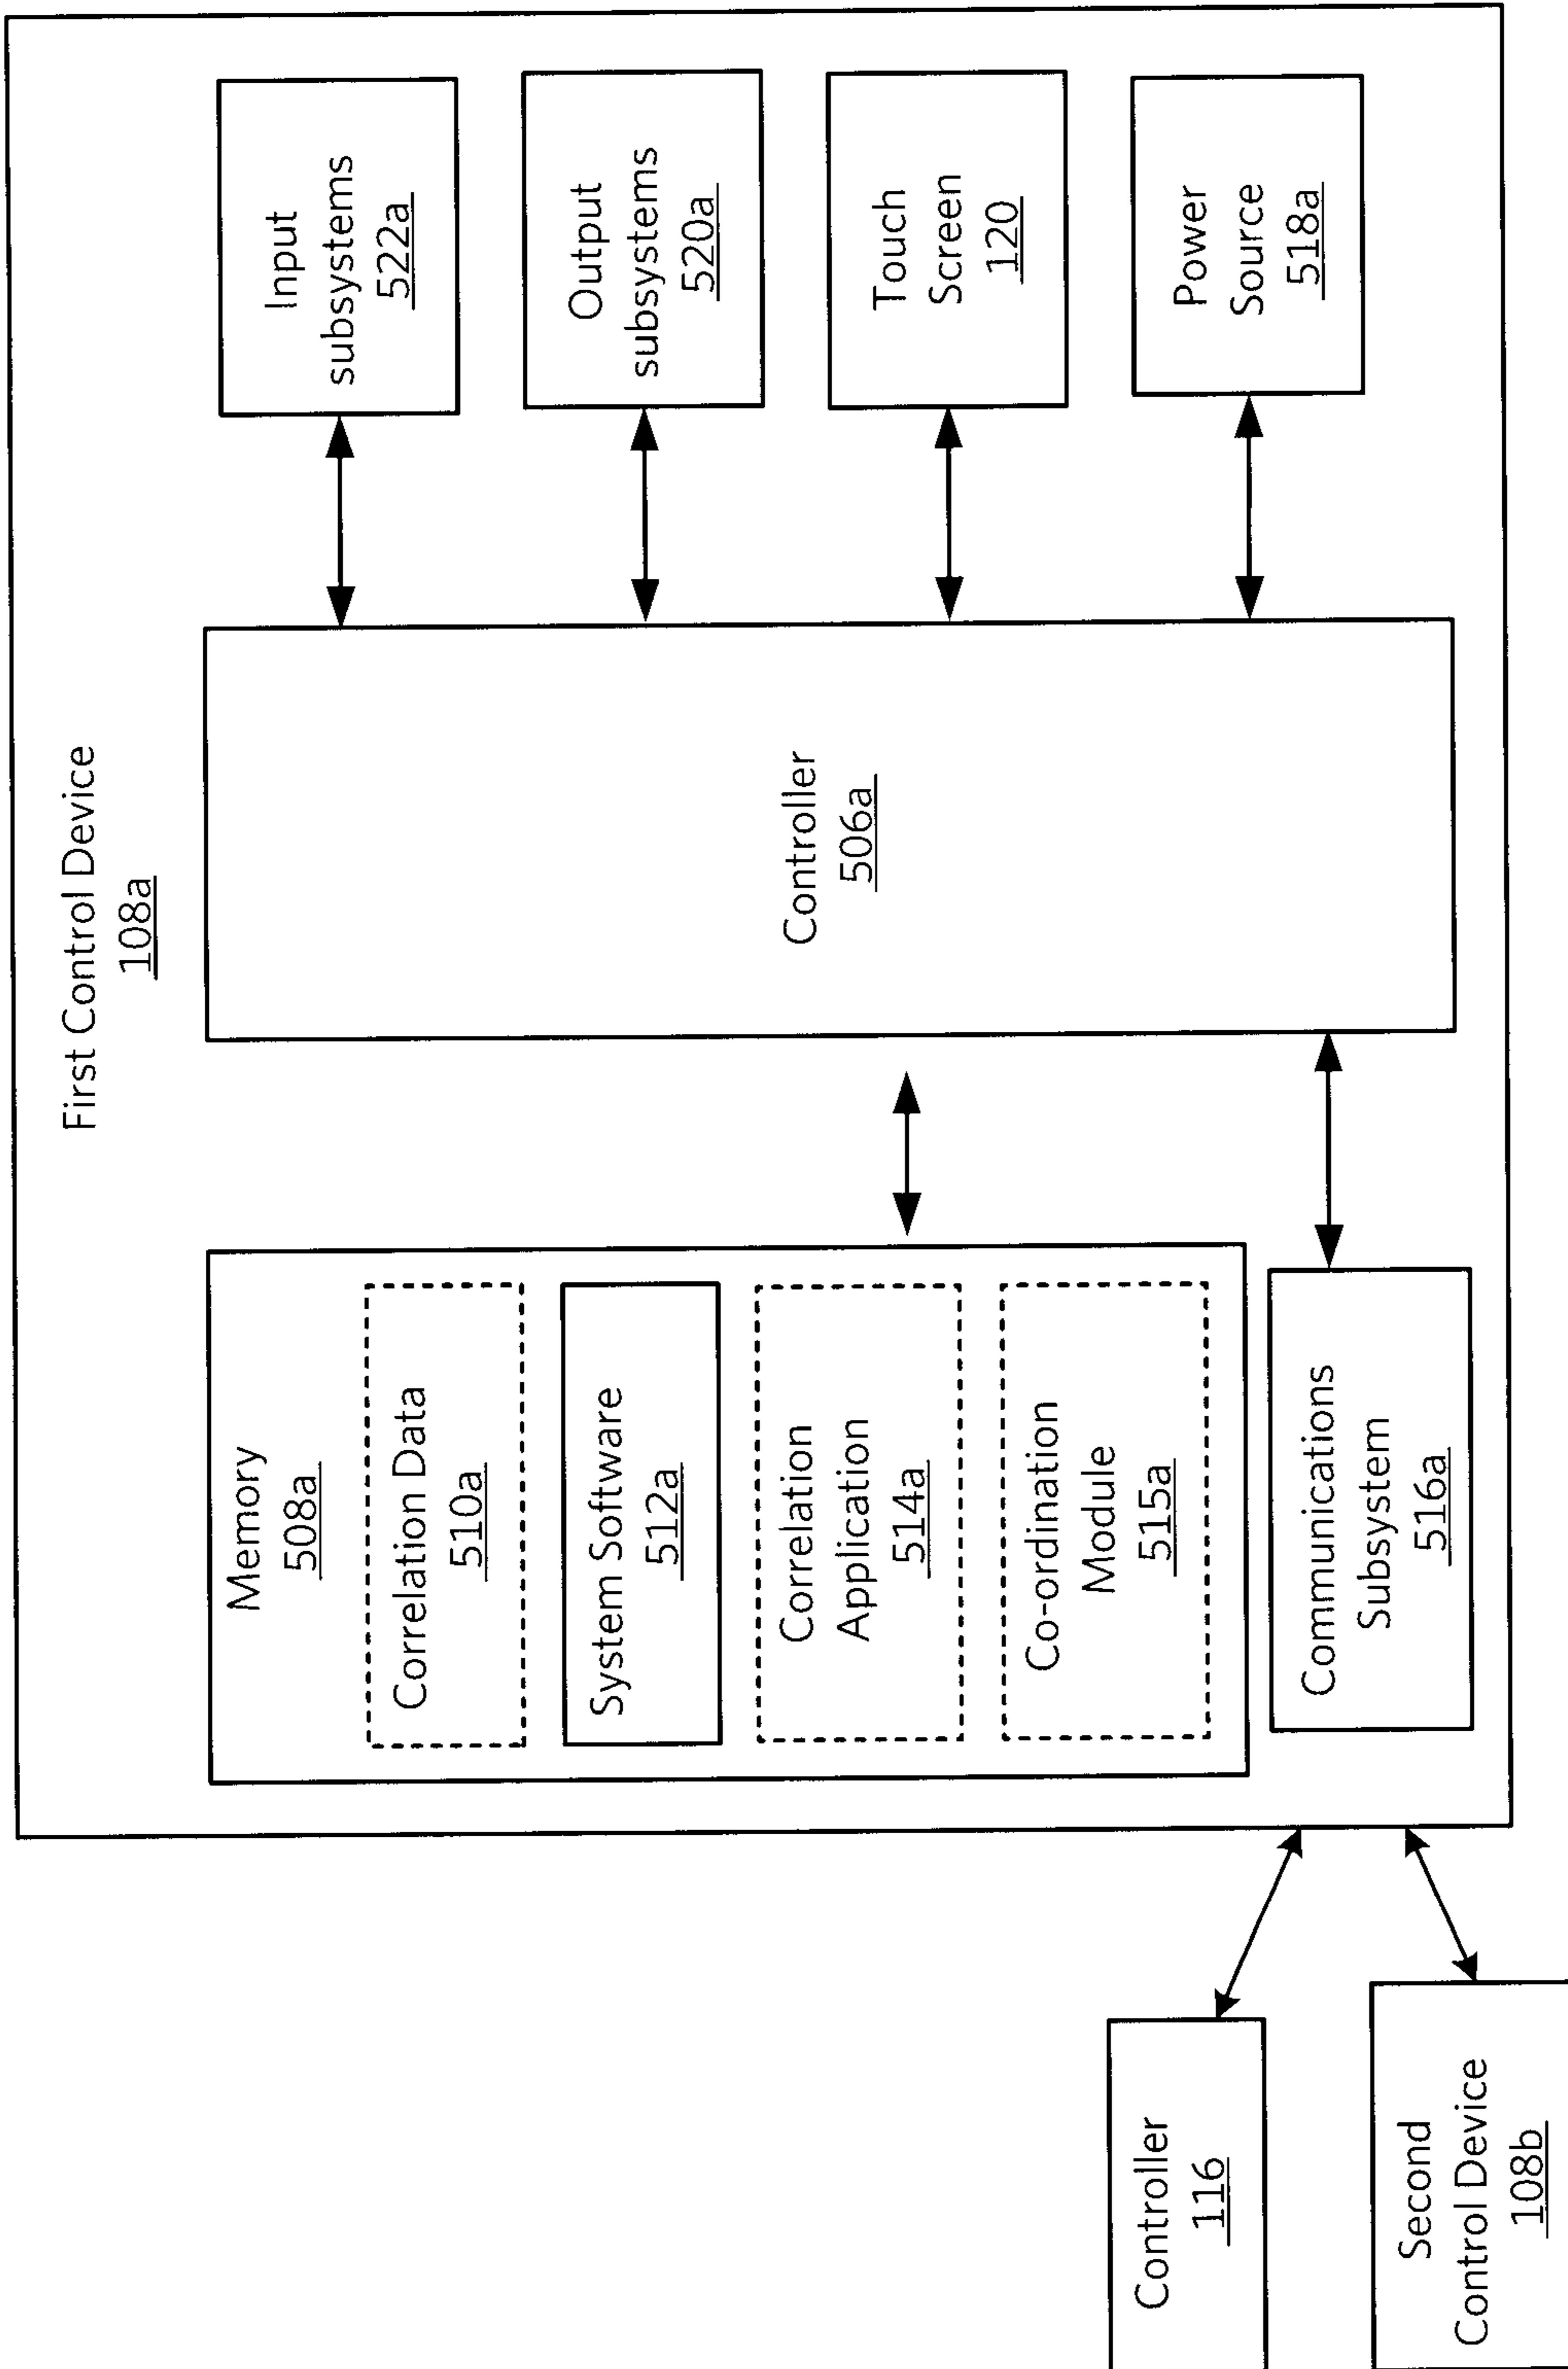 First Control Device
108a
Memory
508a
Correlation Data
510a
System Software
512a
Correlation
Application
514a
Co-ordination
Module
515a
Communications
Subsystem
516a
Controller
506a
Input
subsystems
522a
Output
subsystems
520a
Touch
Screen
120
Power
Source
518a
Controller
116
Second
Control Device
108b